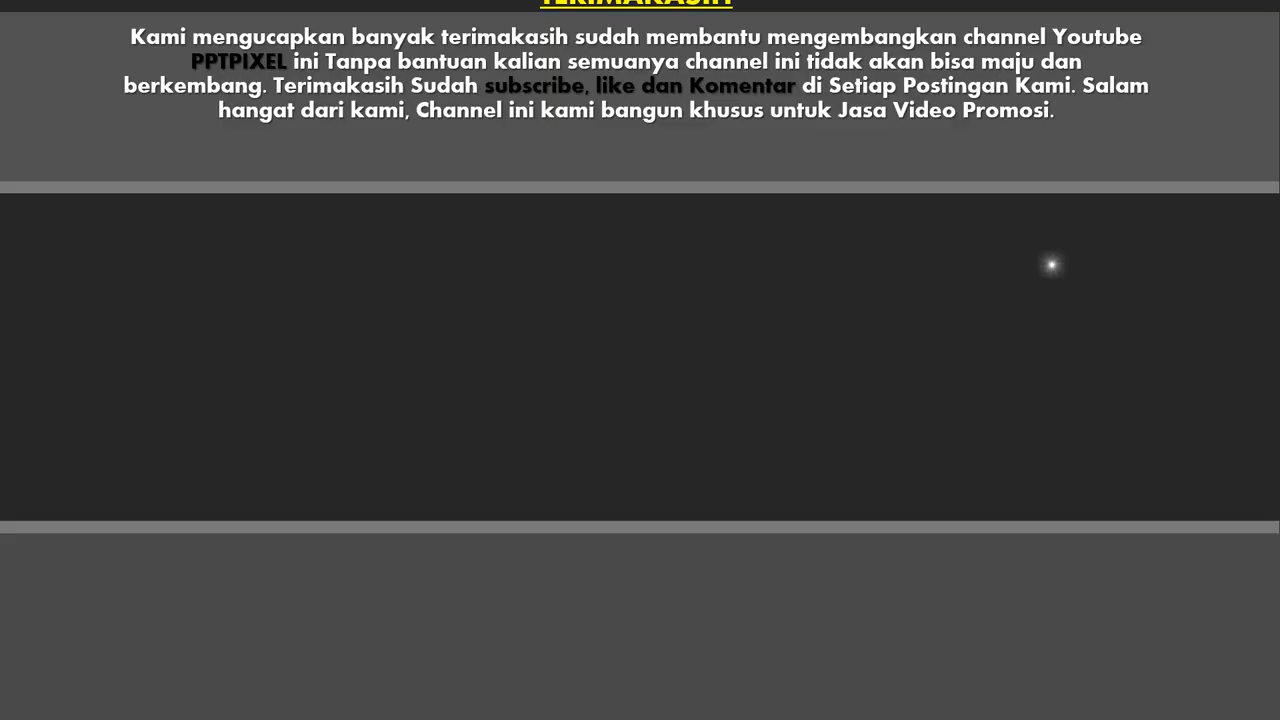 TERIMAKASIH
Kami mengucapkan banyak terimakasih sudah membantu mengembangkan channel Youtube
PPTPIXEL ini Tanpa bantuan kalian semuanya channel ini tidak akan bisa maju dan
berkembang. Terimakasih Sudah subscribe, like dan Komentar di Setiap Postingan Kami. Salam
hangat dari kami, Channel ini kami bangun khusus untuk Jasa Video Promosi.